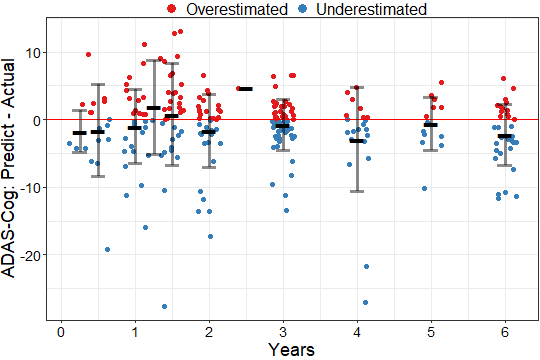 Overestimated Underestimated
ADAS-Cog: Predict - Actual
10
0
-10
-20
0 1 2 3 4 5 6
Years